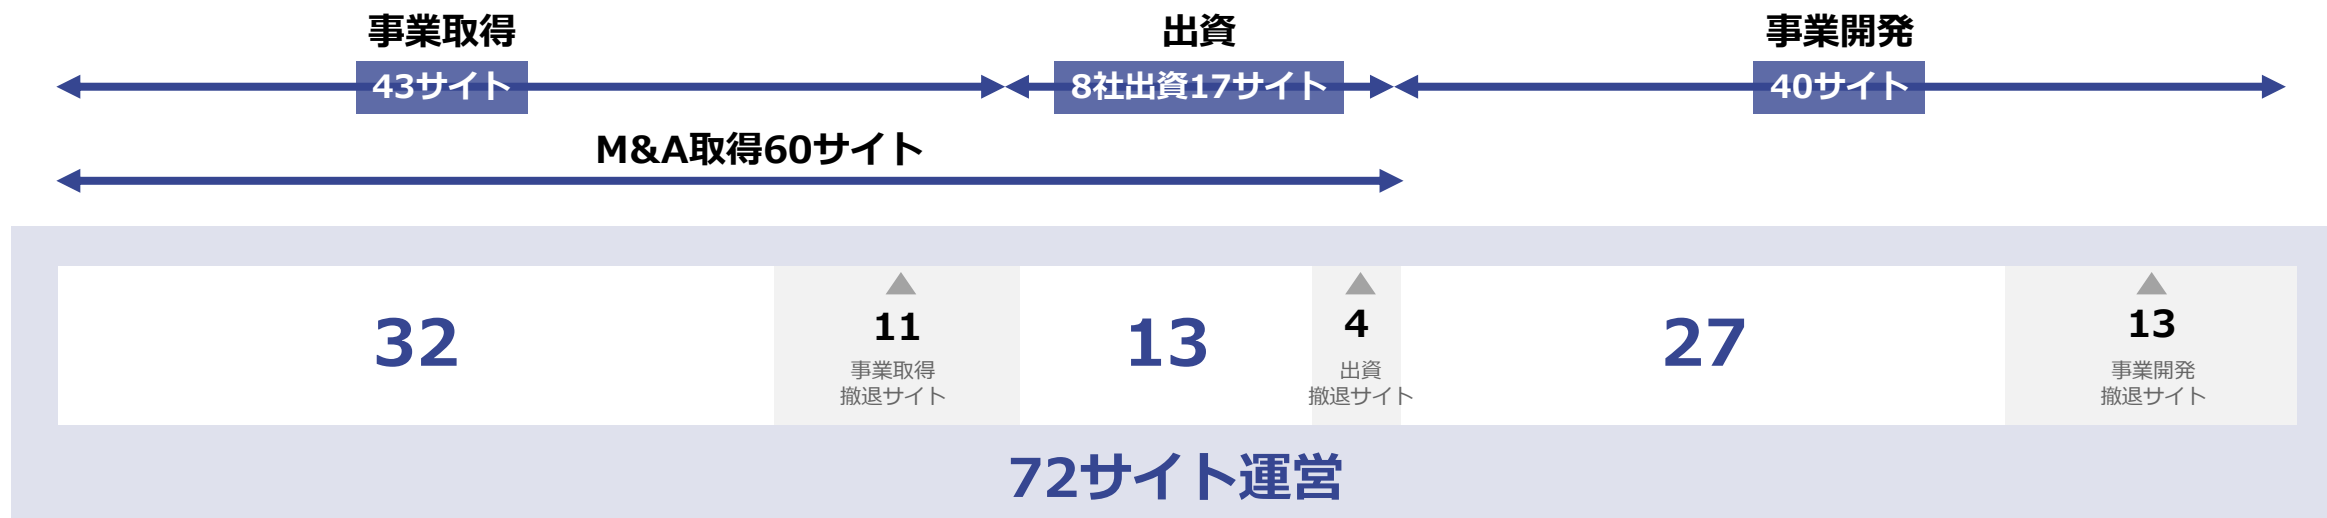 事業取得
出資
事業開発
43サイト
8社出資17サイト
40サイト
M&A取得60サイト
32
11
事業取得
撤退サイト
13
4
出資
撤退サイト
27
13
事業開発
撤退サイト
72サイト運営